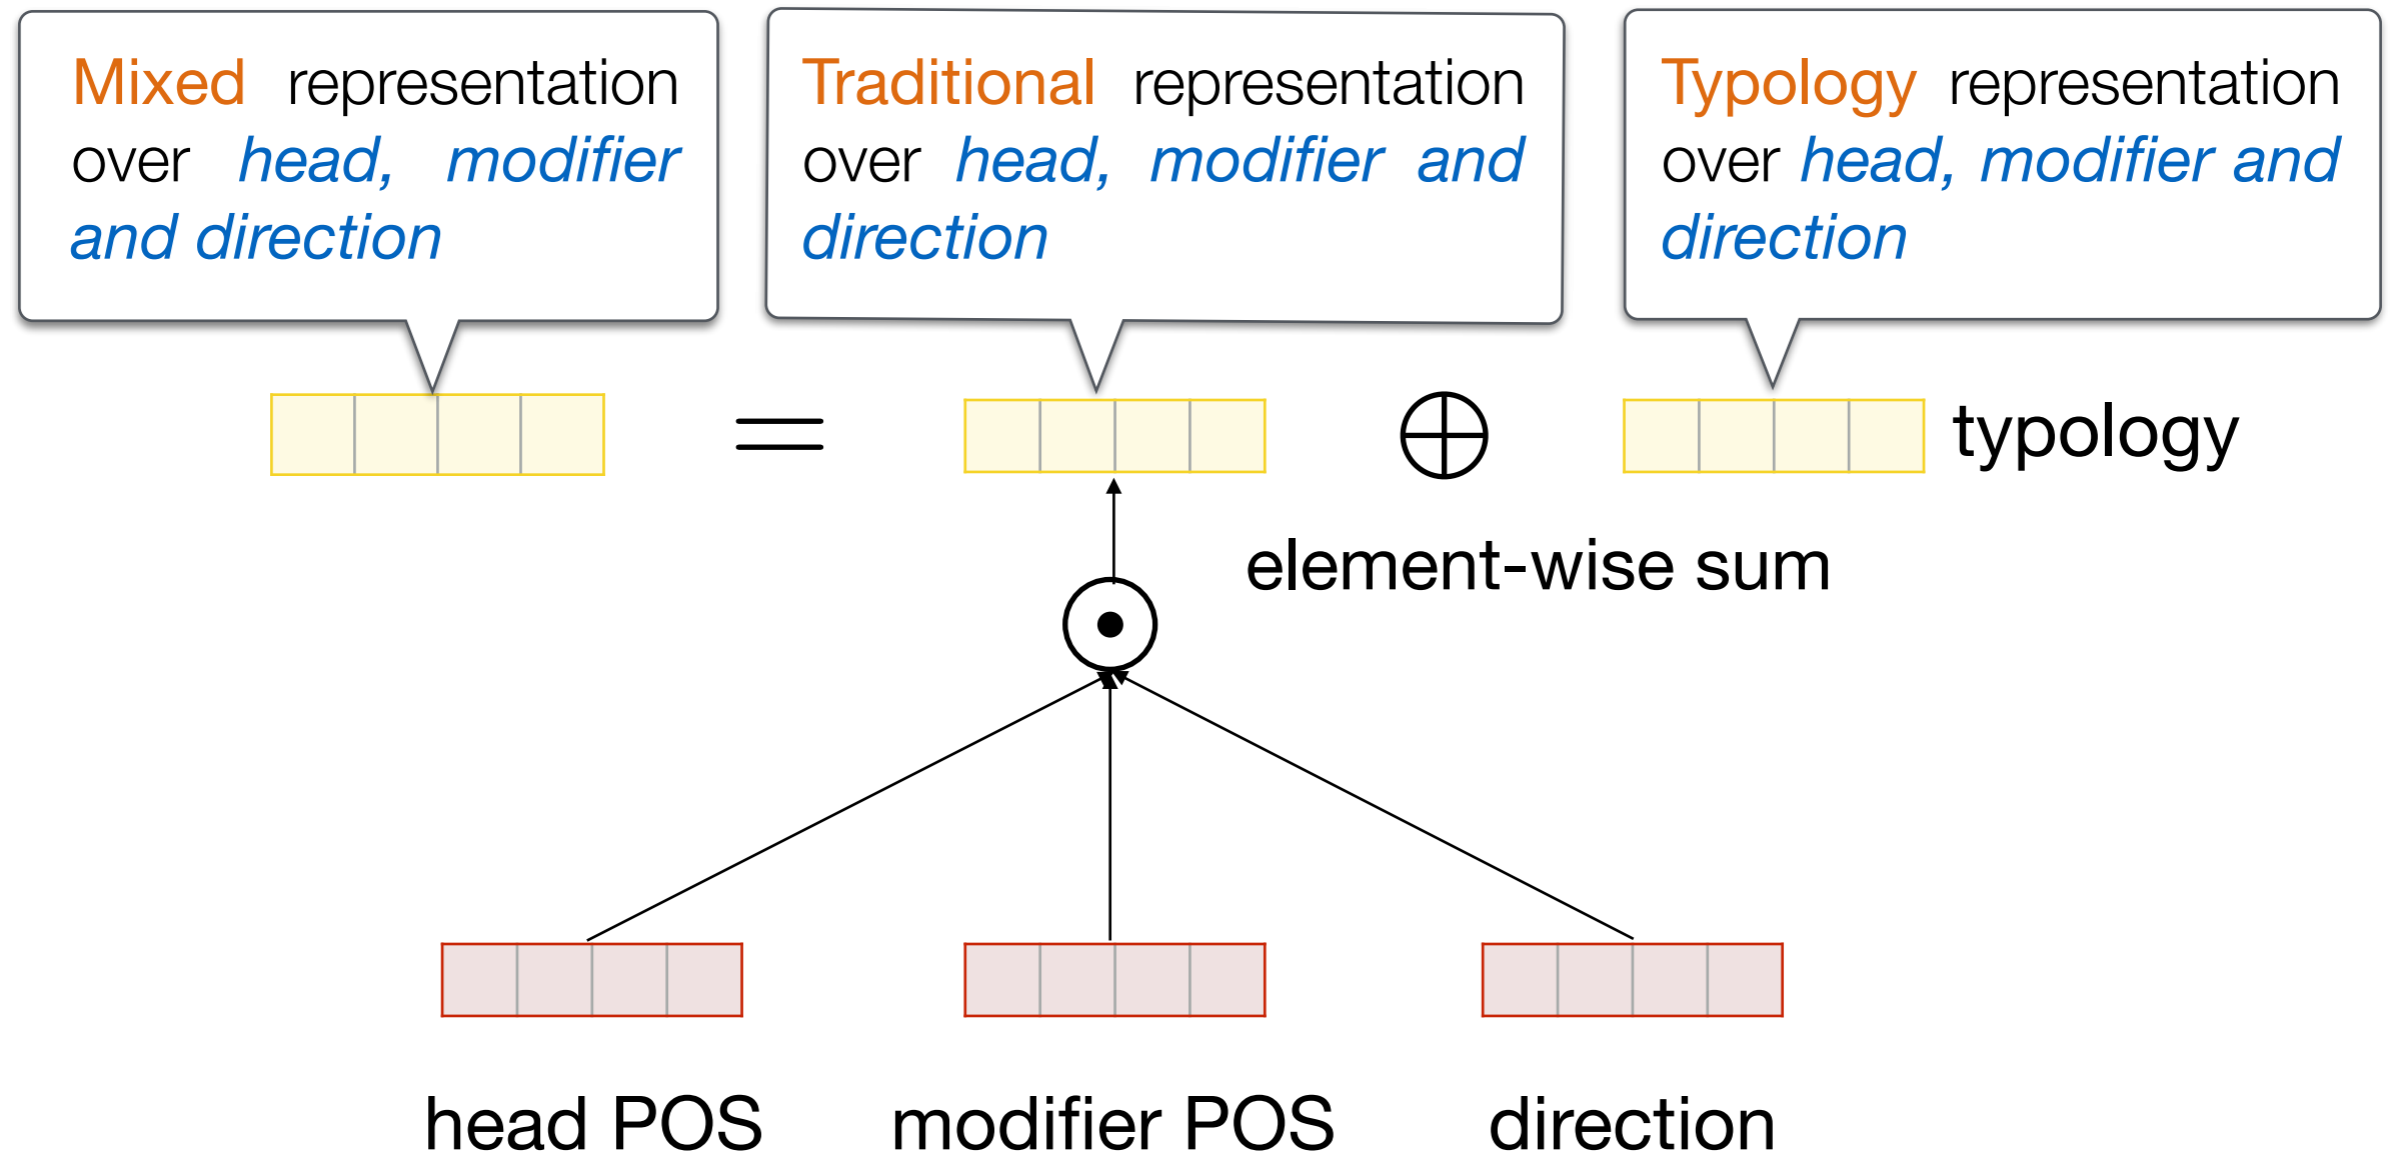 Mixed representation
over head, modifier
and direction
Traditional representation
over head, modifier and
direction
Typology representation
over head, modifier and
direction
typology
element-wise sum
head POS
modifier POS
direction